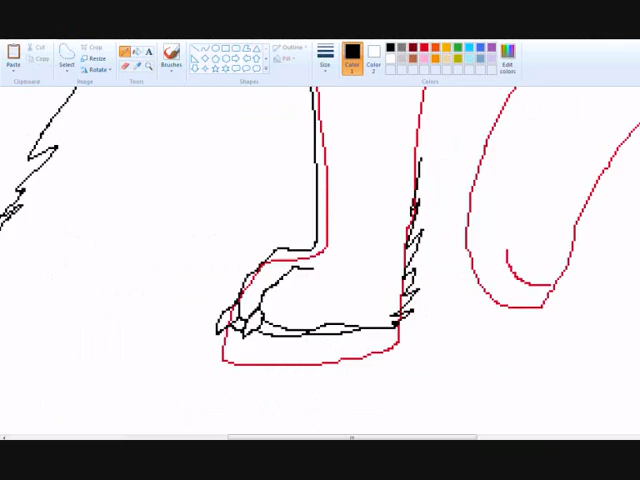 Cut
Crop
Outline
Copy
Resize
Fill
Paste
Select
Rotate
A
Brushes
Size
Color 1
Color 2
Edit colors
Clipboard
Image
Tools
Shapes
Colors